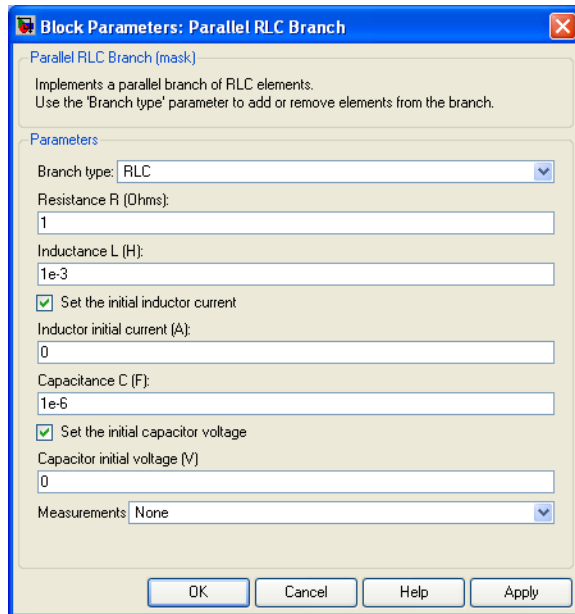 Block Parameters: Parallel RLC Branch
Parallel RLC Branch (mask)
Implements a parallel branch of RLC elements.
Use the 'Branch type' parameter to add or remove elements from the branch.
Parameters
Branch type: RLC
Resistance R (Ohms):
1
Inductance L (H):
1e-3
Set the initial inductor current
Inductor initial current (A):
0
Capacitance C (F):
1e-6
Set the initial capacitor voltage
Capacitor initial voltage (V)
0
Measurements None
OK Cancel Help Apply